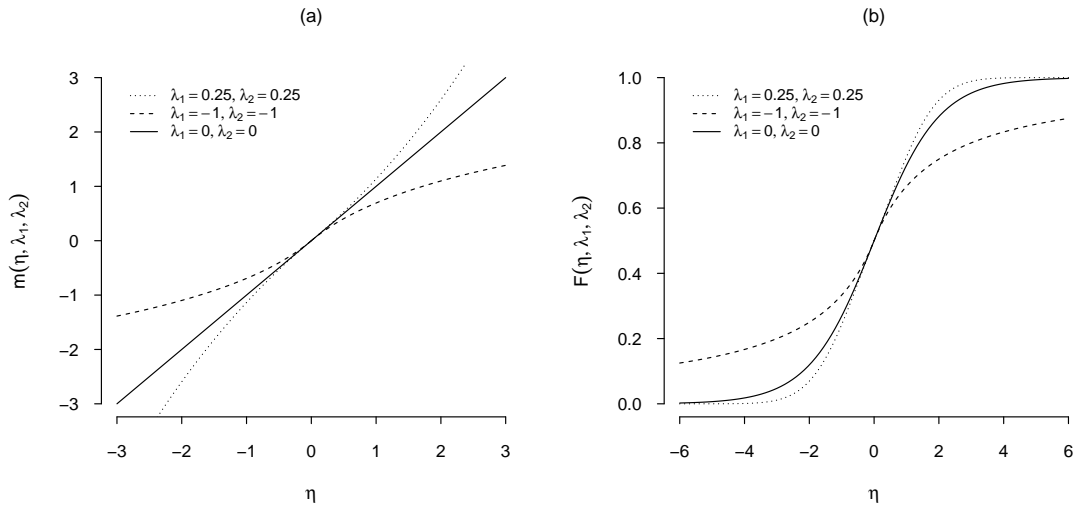 (a)
m(η, λ₁, λ₂)
3
2
1
0
−1
−2
−3
λ₁ = 0.25, λ₂ = 0.25
λ₁ = −1, λ₂ = −1
λ₁ = 0, λ₂ = 0
−3 −2 −1 0 1 2 3
η
(b)
F(η, λ₁, λ₂)
1.0
0.8
0.6
0.4
0.2
0.0
λ₁ = 0.25, λ₂ = 0.25
λ₁ = −1, λ₂ = −1
λ₁ = 0, λ₂ = 0
−6 −4 −2 0 2 4 6
η